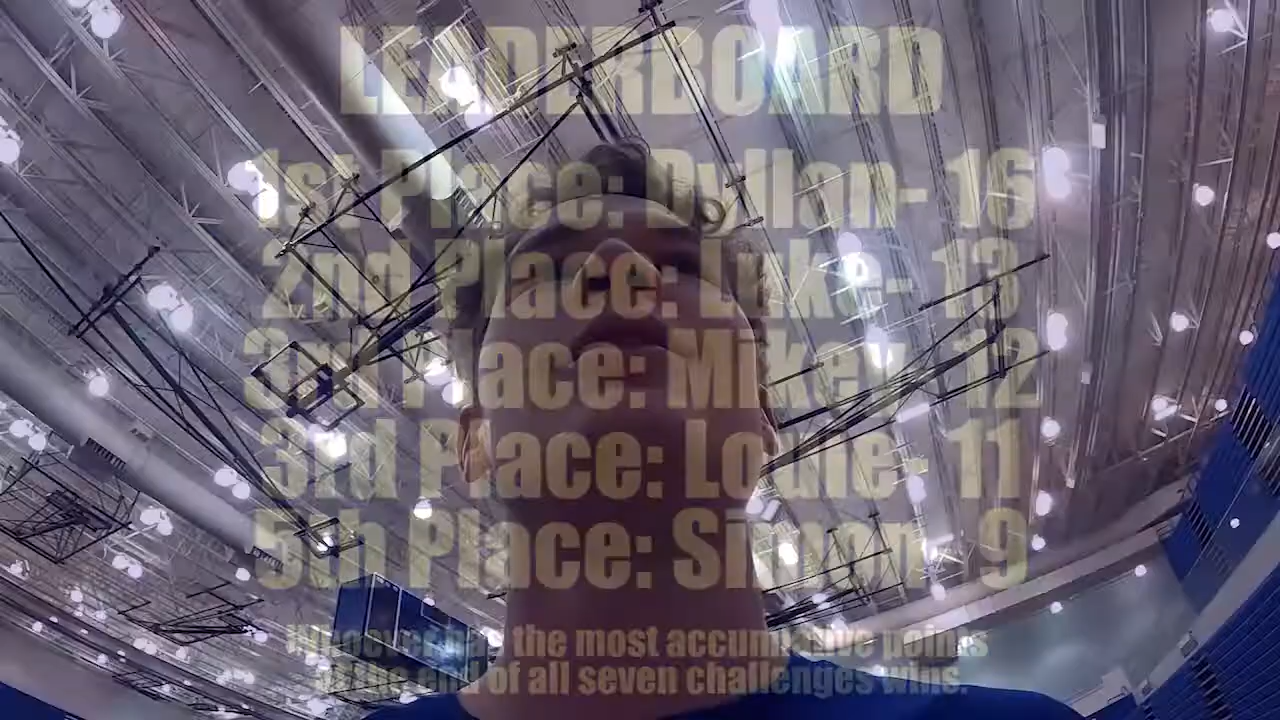 LEADERBOARD
1st Place: Dyllan- 16
2nd Place: Luke- 13
3rd Place: Mikey- 12
3rd Place: Louie- 11
5th Place: Simon- 9
Whoever has the most accumlative points
at the end of all seven challenges wins.